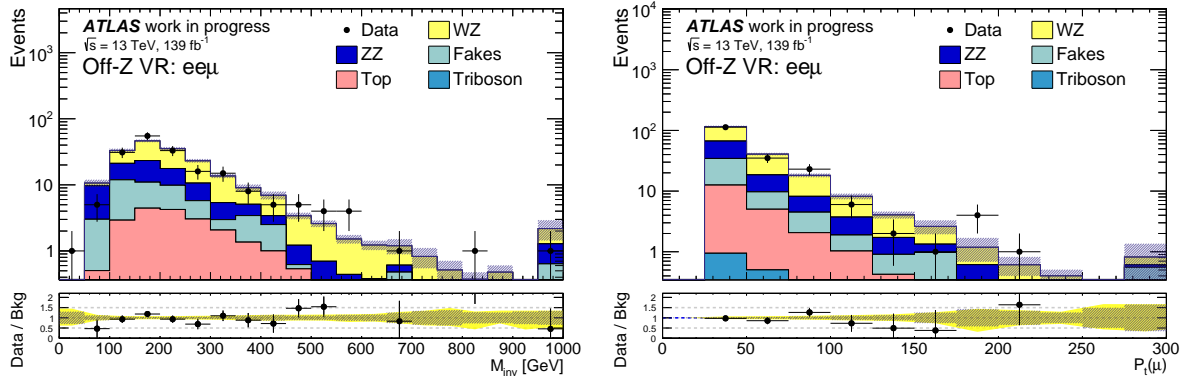 Events
10³
10²
10
1
ATLAS work in progress
√s = 13 TeV, 139 fb⁻¹
Off-Z VR: eeμ
Data
WZ
ZZ
Fakes
Top
Triboson
Data / Bkg
2
1.5
1
0.5
0
0 100 200 300 400 500 600 700 800 900 1000
M_inv [GeV]
Events
10⁴
10³
10²
10
1
ATLAS work in progress
√s = 13 TeV, 139 fb⁻¹
Off-Z VR: eeμ
Data
WZ
ZZ
Fakes
Top
Triboson
Data / Bkg
2
1.5
1
0.5
0
0 50 100 150 200 250 300
P_t(μ)